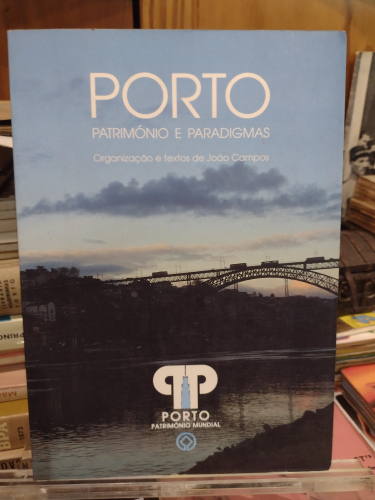 PORTO
PATRIMÓNIO E PARADIGMAS
Organização e textos de João Campos
PORTO
PATRIMÓNIO MUNDIAL